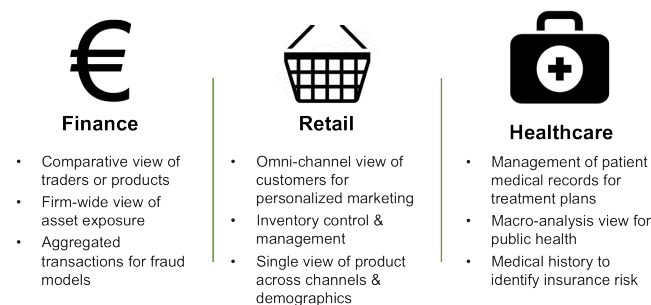 €
Finance
• Comparative view of
traders or products
• Firm-wide view of
asset exposure
• Aggregated
transactions for fraud
models
Retail
• Omni-channel view of
customers for
personalized marketing
• Inventory control &
management
• Single view of product
across channels &
demographics
Healthcare
• Management of patient
medical records for
treatment plans
• Macro-analysis view for
public health
• Medical history to
identify insurance risk